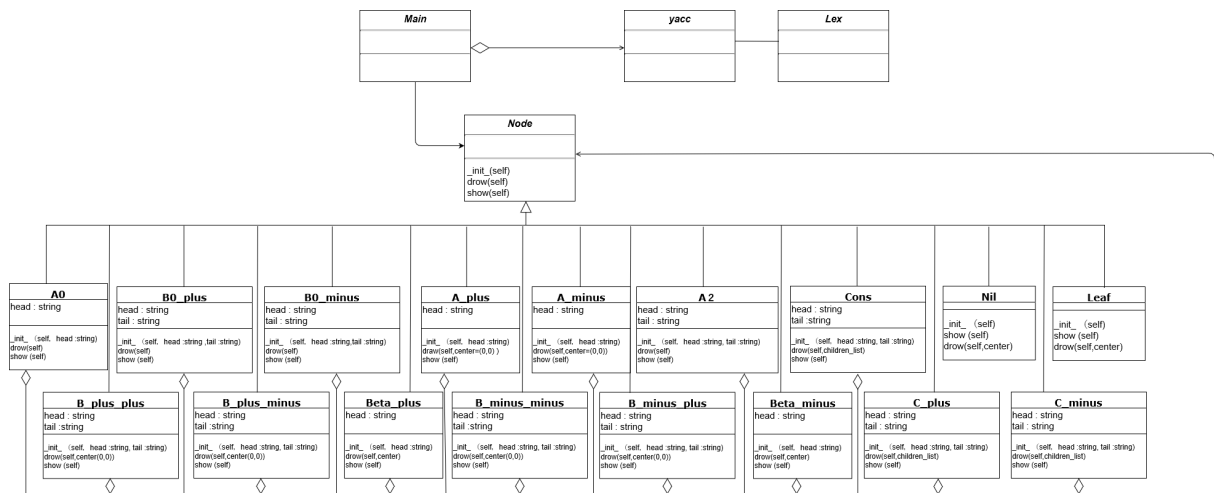 Main
yacc
Lex
Node
_init_(self)
drow(self)
show(self)
A0
head : string
_init_ （self， head :string)
drow(self)
show (self)
B0_plus
head : string
tail : string
_init_ （self， head :string ,tail :string)
drow(self)
show (self)
B0_minus
head : string
tail : string
_init_ （self， head :string,tail :string)
drow(self)
show (self)
A_plus
head : string
_init_ （self， head :string)
draw(self,center=(0,0) )
show (self)
A_minus
head : string
_init_ （self， head :string)
drow(self,center=(0,0))
show (self)
A2
head : string
tail : string
_init_ （self， head :string, tail :string)
drow(self)
show (self)
Cons
head : string
tail :string
_init_ （self， head :string, tail :string)
drow(self,children_list)
show (self)
Nil
_init_ （self)
show (self)
drow(self,center)
Leaf
_init_ （self)
show (self)
drow(self,center)
B_plus_plus
head : string
tail :string
_init_ （self， head :string, tail :string)
drow(self,center(0,0))
show (self)
B_plus_minus
head : string
tail : string
_init_ （self， head :string, tail :string)
drow(self,center(0,0))
show (self)
Beta_plus
head : string
tail : string
_init_ （self， head :string, tail :string)
drow(self,center)
show (self)
B_minus_minus
head : string
tail : string
_init_ （self， head :string, tail :string)
drow(self,center(0,0))
show (self)
B_minus_plus
head : string
tail : string
_init_ （self， head :string, tail :string)
drow(self,center(0,0))
show (self)
Beta_minus
head : string
tail : string
_init_ （self， head :string)
drow(self,center)
show (self)
C_plus
head : string
tail : string
_init_ （self， head :string, tail :string)
drow(self,children_list)
show (self)
C_minus
head : string
tail : string
_init_ （self， head :string, tail :string)
drow(self,children_list)
show (self)